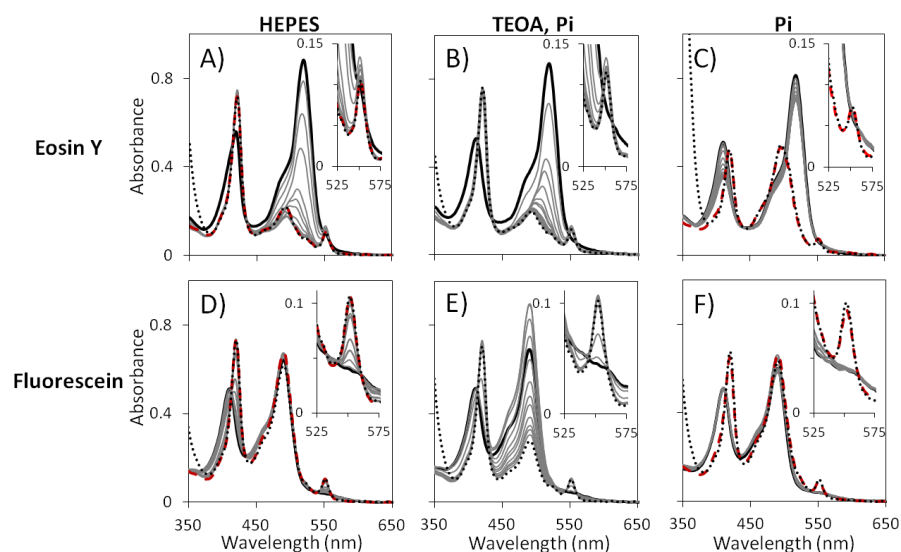 HEPES
TEOA, Pi
Pi
Eosin Y
Absorbance
0.8
0.4
0
A)
0.15
0
525
575
B)
0.15
0
525
575
C)
0.15
0
525
575
Fluorescein
Absorbance
0.8
0.4
0
D)
0.1
0
525
575
E)
0.1
0
525
575
F)
0.1
0
525
575
350 450 550 650
350 450 550 650
350 450 550 650
Wavelength (nm)
Wavelength (nm)
Wavelength (nm)